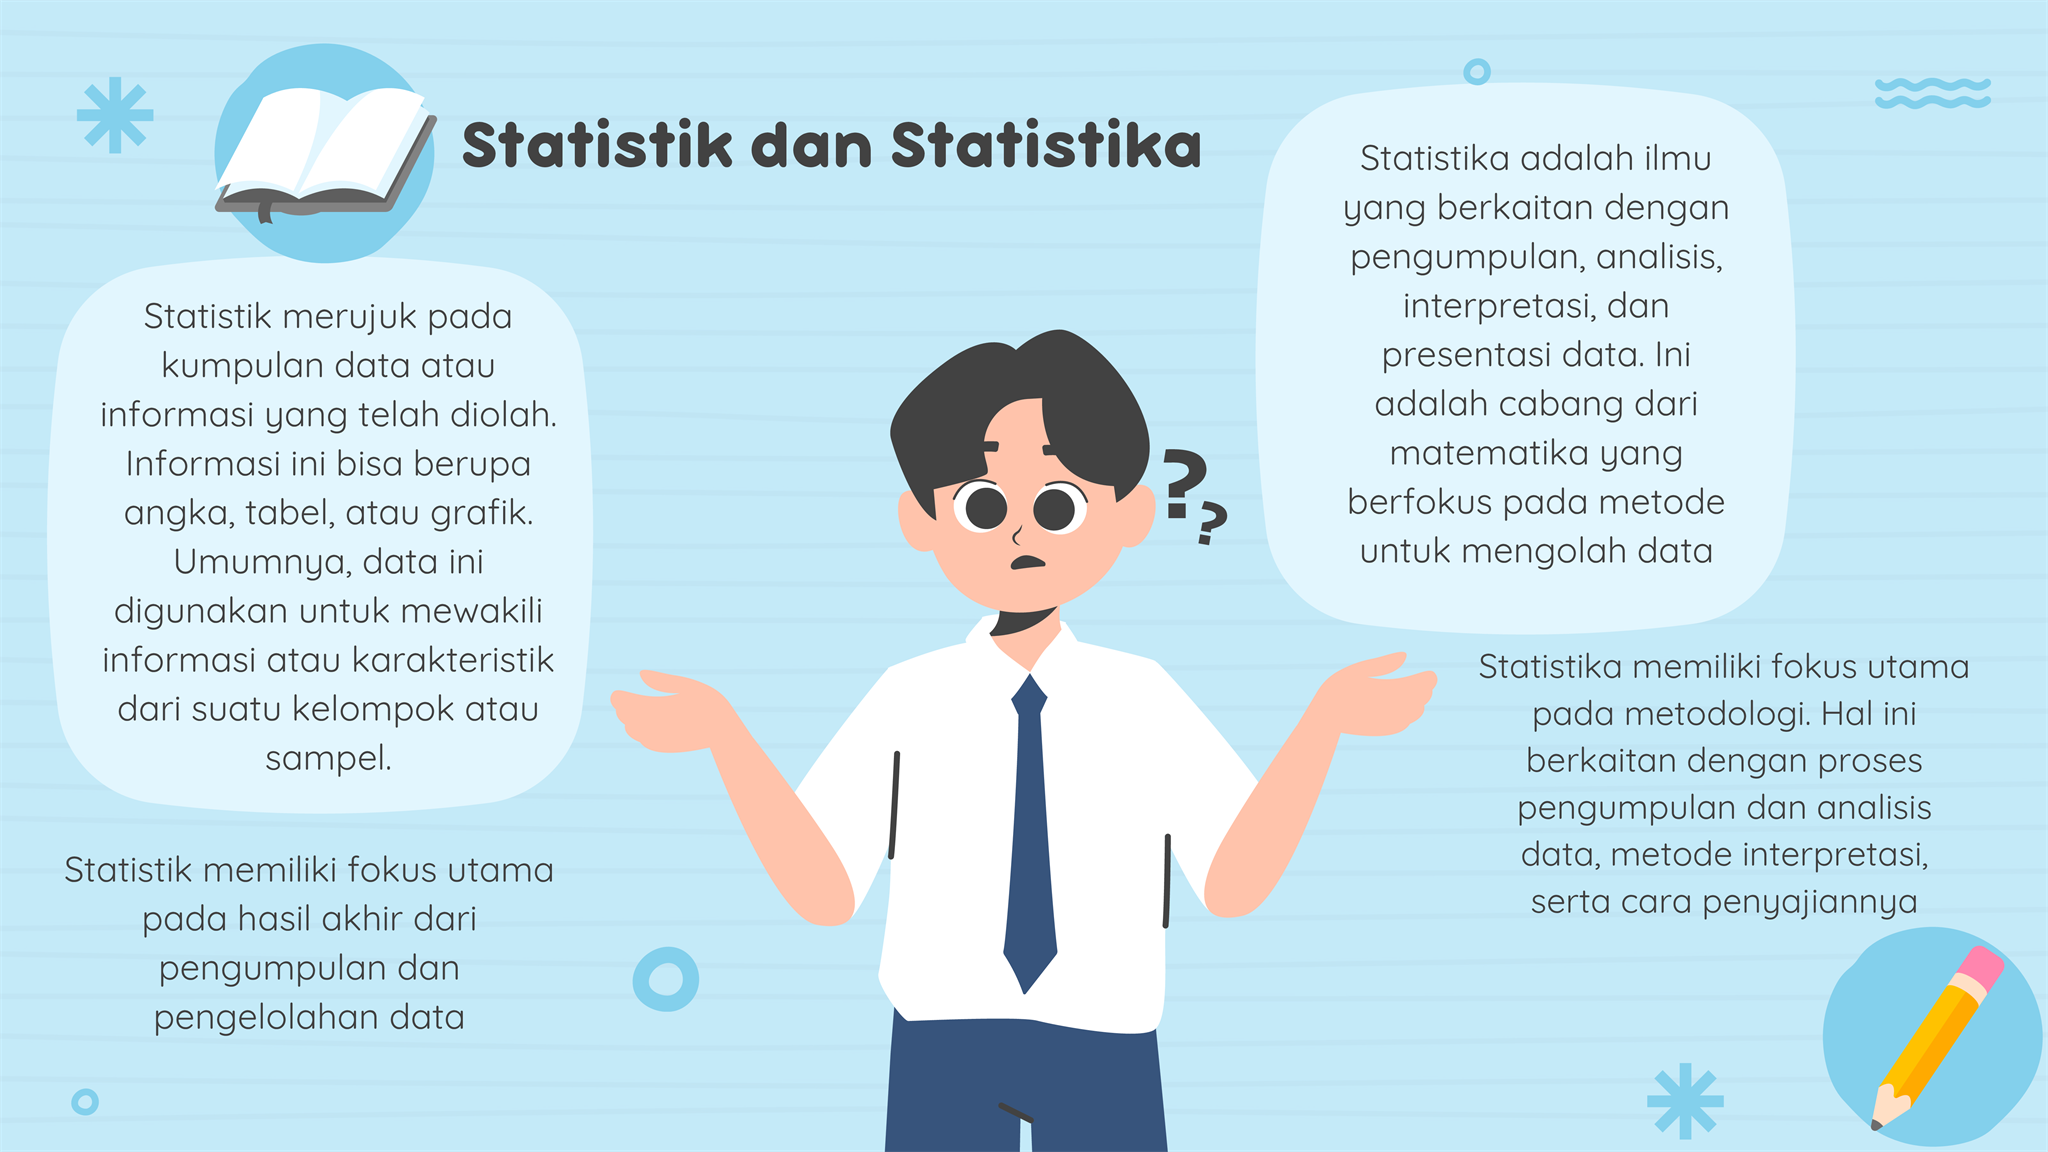 Statistik dan Statistika
Statistik merujuk pada
kumpulan data atau
informasi yang telah diolah.
Informasi ini bisa berupa
angka, tabel, atau grafik.
Umumnya, data ini
digunakan untuk mewakili
informasi atau karakteristik
dari suatu kelompok atau
sampel.
Statistik memiliki fokus utama
pada hasil akhir dari
pengumpulan dan
pengelolahan data
? ?
Statistika adalah ilmu
yang berkaitan dengan
pengumpulan, analisis,
interpretasi, dan
presentasi data. Ini
adalah cabang dari
matematika yang
berfokus pada metode
untuk mengolah data
Statistika memiliki fokus utama
pada metodologi. Hal ini
berkaitan dengan proses
pengumpulan dan analisis
data, metode interpretasi,
serta cara penyajiannya